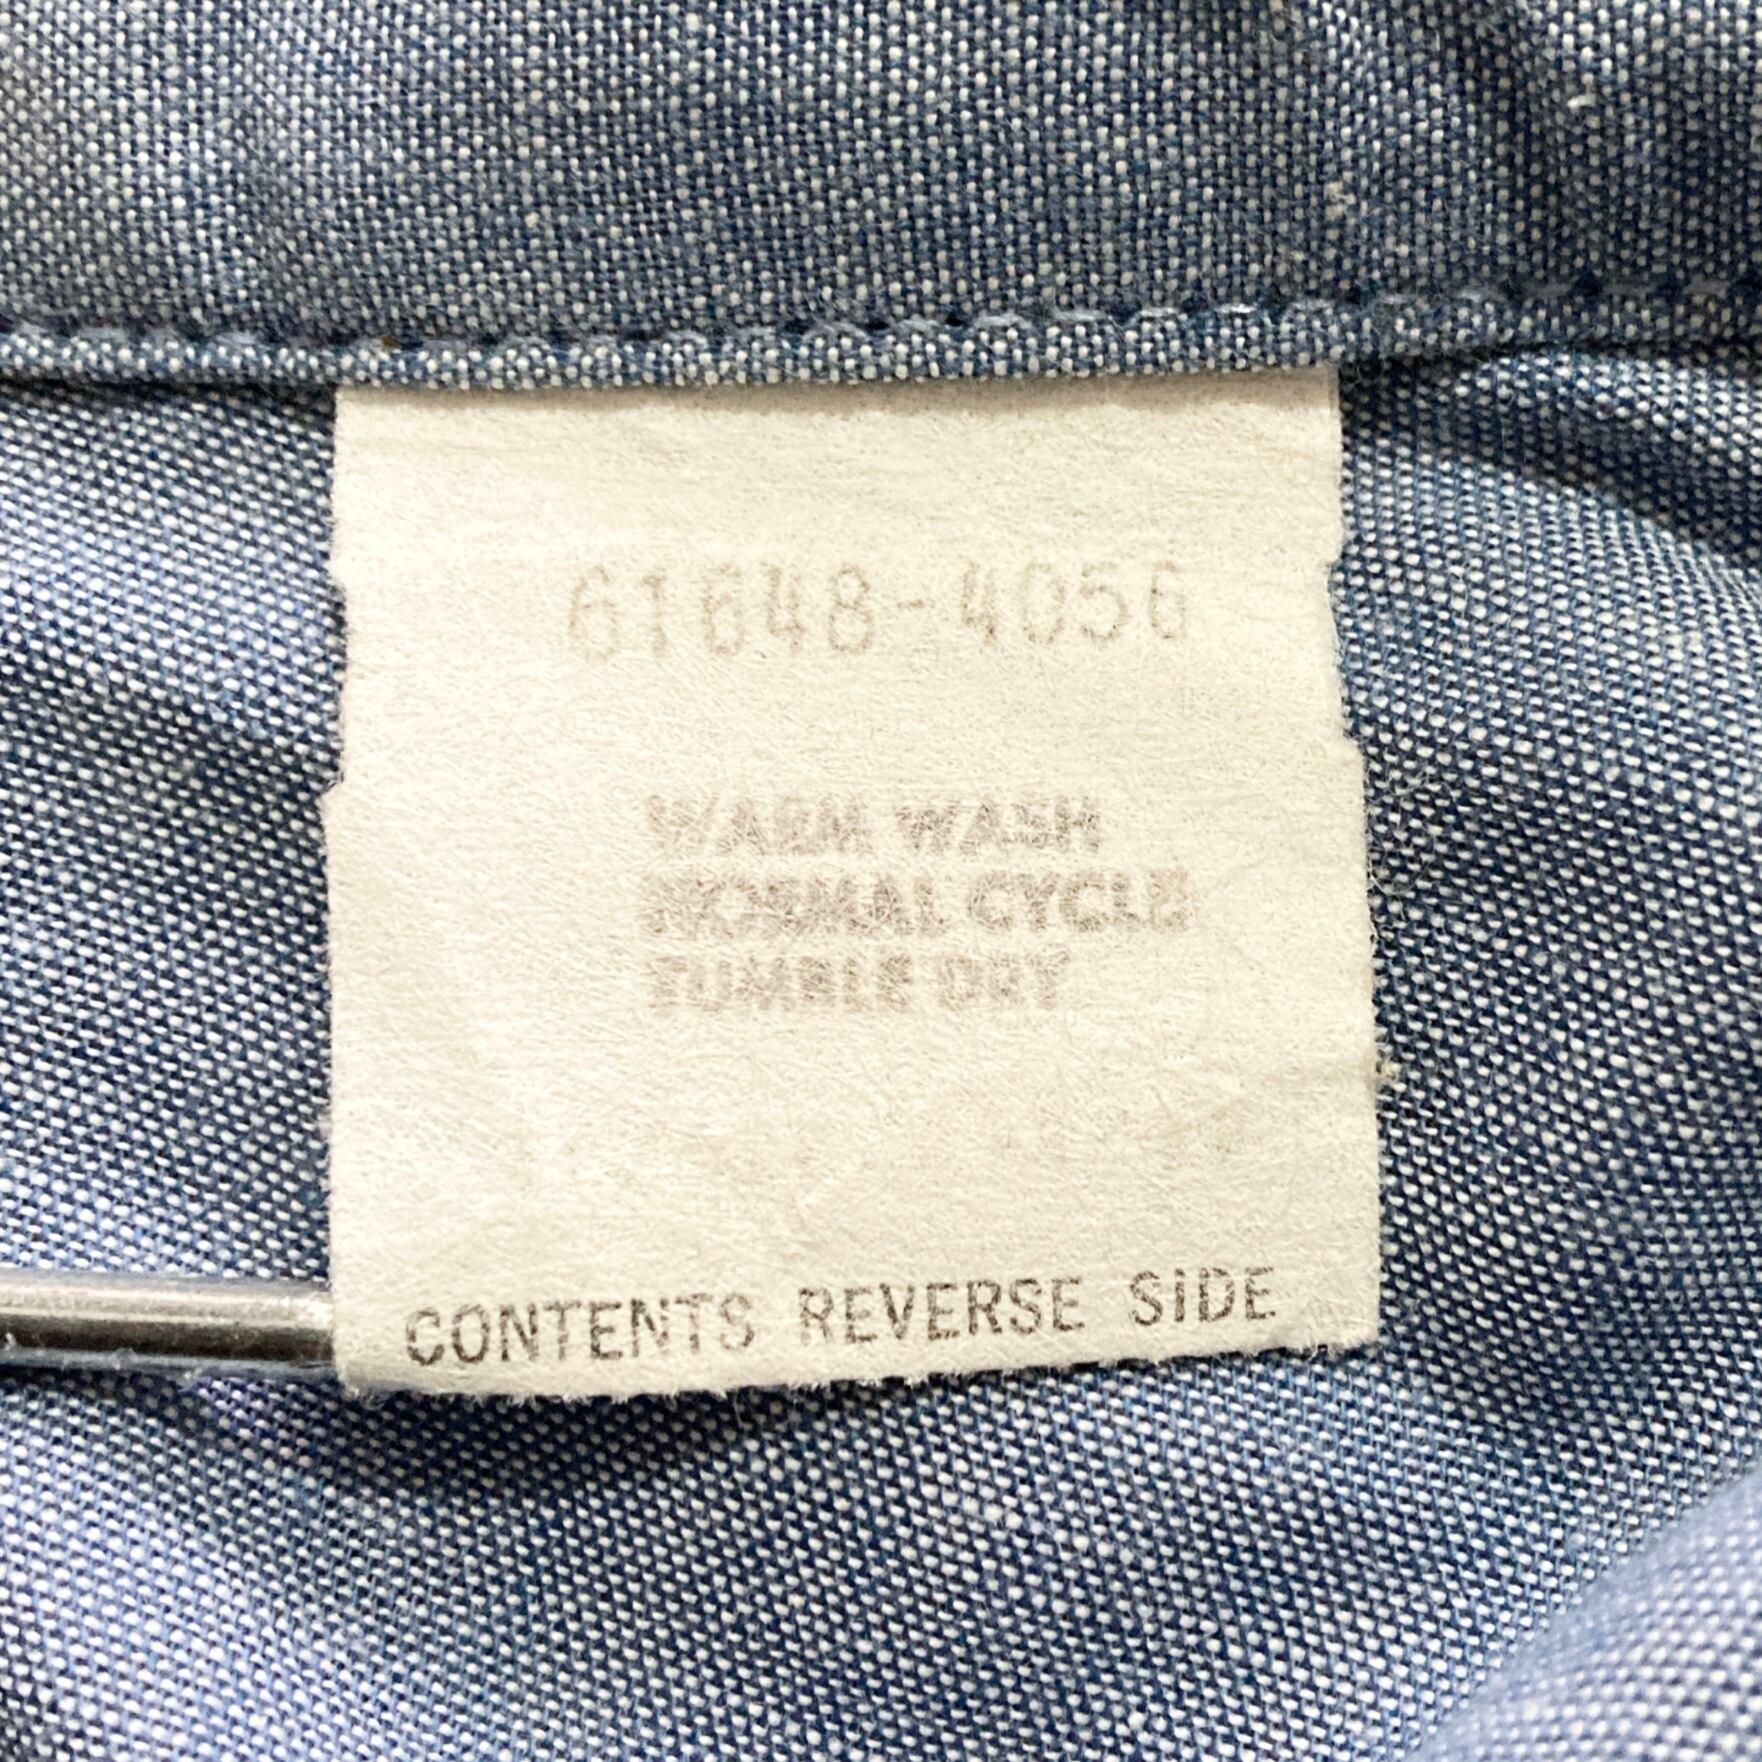 61648-4056
WARM WASH
NORMAL CYCLE
TUMBLE DRY
CONTENTS REVERSE SIDE